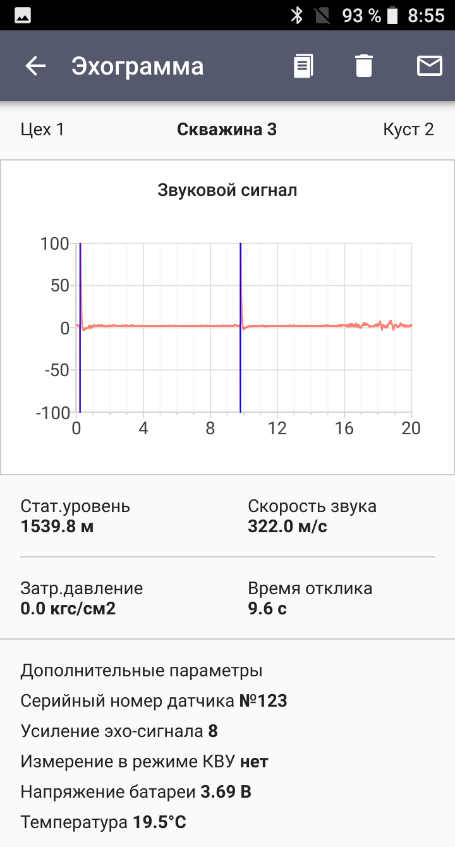 93 % 8:55
Эхограмма
Цех 1 Скважина 3 Куст 2
Звуковой сигнал
100
50
0
-50
-100
0 4 8 12 16 20
Стат.уровень Скорость звука
1539.8 м 322.0 м/с
Затр.давление Время отклика
0.0 кгс/см2 9.6 с
Дополнительные параметры
Серийный номер датчика №123
Усиление эхо-сигнала 8
Измерение в режиме КВУ нет
Напряжение батареи 3.69 В
Температура 19.5°C